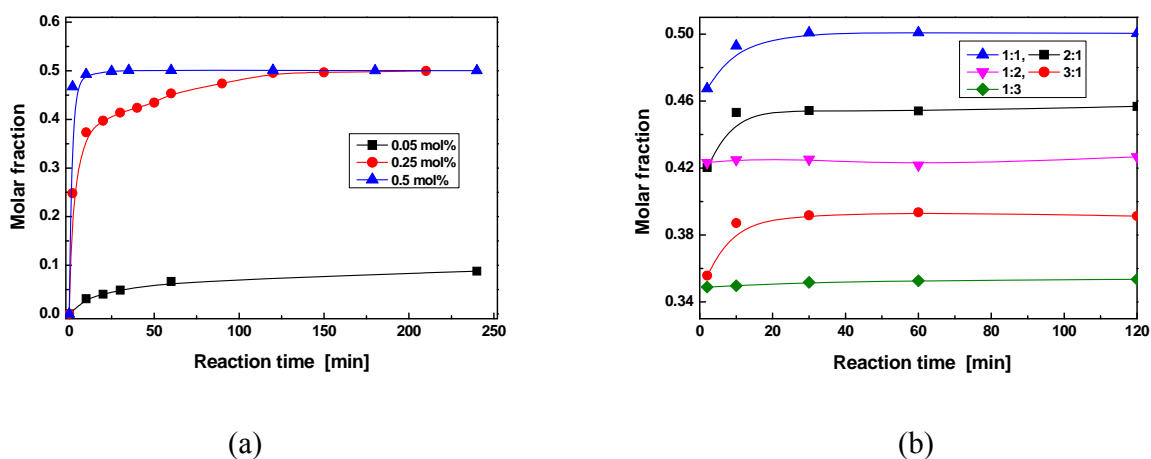 0.6
0.5
0.4
0.3
0.2
0.1
0.0
Molar fraction
0.05 mol%
0.25 mol%
0.5 mol%
0 50 100 150 200 250
Reaction time [min]
(a)
0.50
0.46
0.42
0.38
0.34
Molar fraction
1:1, 2:1
1:2, 3:1
1:3
0 20 40 60 80 100 120
Reaction time [min]
(b)